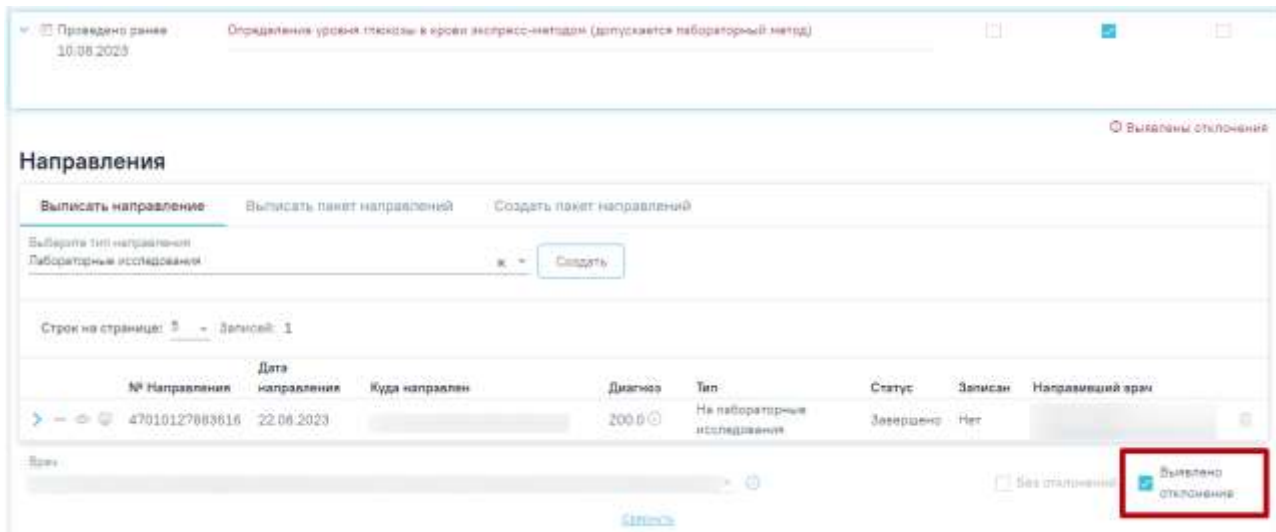 Проведено ранее Определение уровня глюкозы в крови экспресс-методом (допускается лабораторный метод)
10.08.2023
Выявлены отклонения
Направления
Выписать направление Выписать пакет направлений Создать пакет направлений
Выберите тип направления
Лабораторные исследования × Создать
Строк на странице: 5 Записей: 1
№ Направления Дата направления Куда направлен Диагноз Тип Статус Записан Направивший врач
47010127883616 22.08.2023 Z00.0 На лабораторные исследования Завершено Нет
Врач
Без отклонений Выявлено отклонение
Свернуть